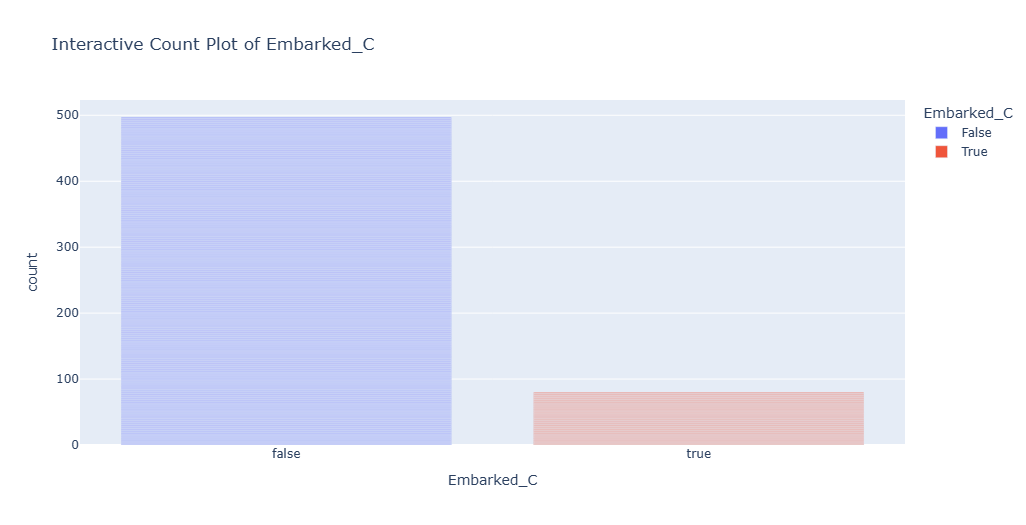 Interactive Count Plot of Embarked_C
Embarked_C
False
True
500
400
300
200
100
0
count
false
true
Embarked_C